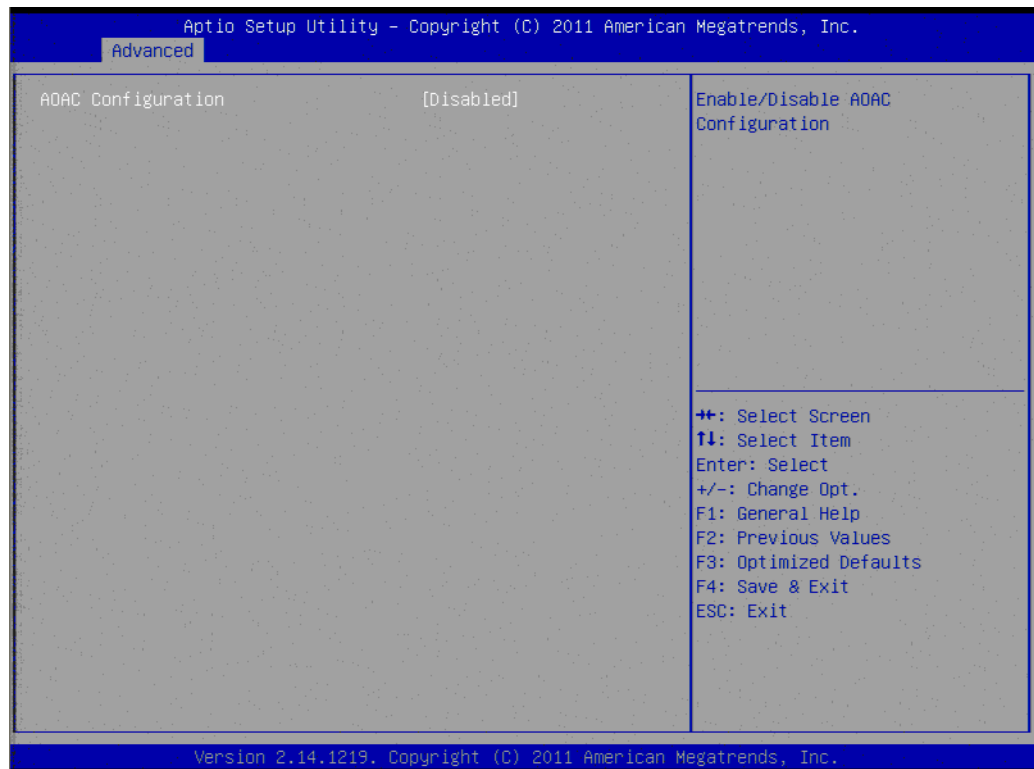 Aptio Setup Utility – Copyright (C) 2011 American Megatrends, Inc.
Advanced
AOAC Configuration [Disabled]
Enable/Disable AOAC
Configuration
→←: Select Screen
↑↓: Select Item
Enter: Select
+/-: Change Opt.
F1: General Help
F2: Previous Values
F3: Optimized Defaults
F4: Save & Exit
ESC: Exit
Version 2.14.1219. Copyright (C) 2011 American Megatrends, Inc.